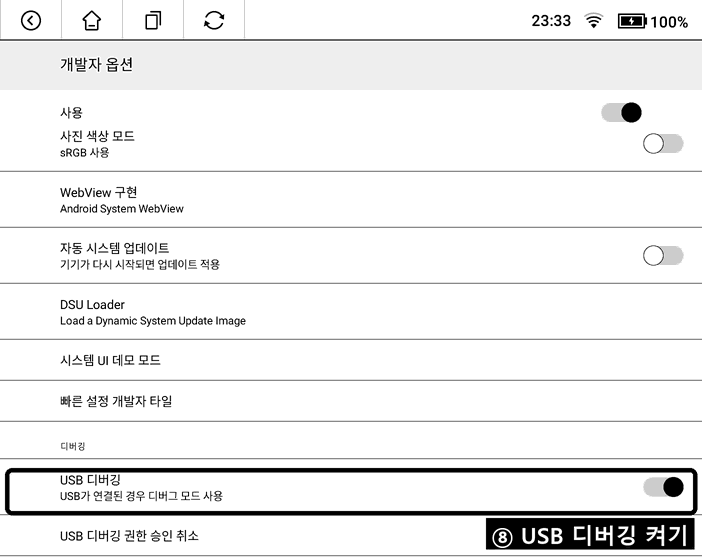 23:33 100%
개발자 옵션
사용
사진 색상 모드
sRGB 사용
WebView 구현
Android System WebView
자동 시스템 업데이트
기기가 다시 시작되면 업데이트 적용
DSU Loader
Load a Dynamic System Update Image
시스템 UI 데모 모드
빠른 설정 개발자 타일
디버깅
USB 디버깅
USB가 연결된 경우 디버그 모드 사용
USB 디버깅 권한 승인 취소
⑧ USB 디버깅 켜기